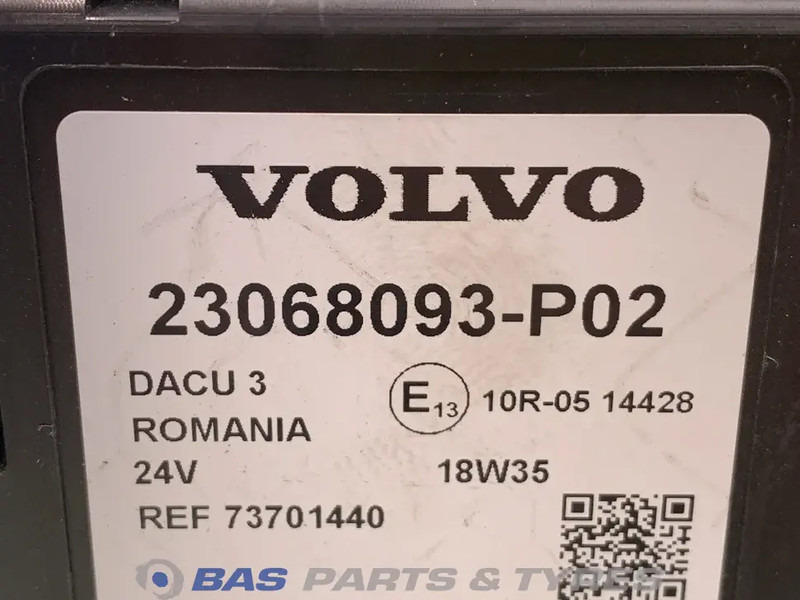 VOLVO
23068093-P02
DACU 3
E13 10R-05 14428
ROMANIA
24V 18W35
REF 73701440
BAS PARTS & TYRES